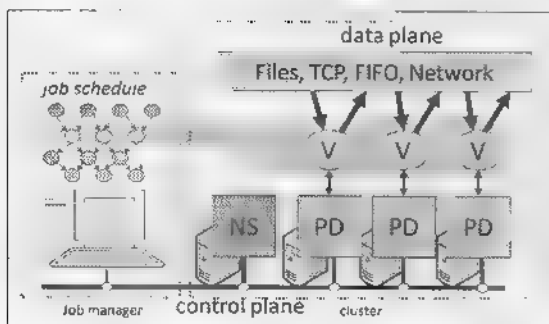 data plane
Files, TCP, FIFO, Network
job schedule
V V V
NS PD PD PD
control plane
Job manager cluster